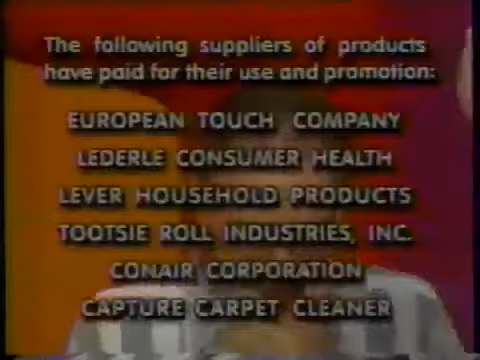 The following suppliers of products
have paid for their use and promotion:
EUROPEAN TOUCH COMPANY
LEDERLE CONSUMER HEALTH
LEVER HOUSEHOLD PRODUCTS
TOOTSIE ROLL INDUSTRIES, INC.
CONAIR CORPORATION
CAPTURE CARPET CLEANER